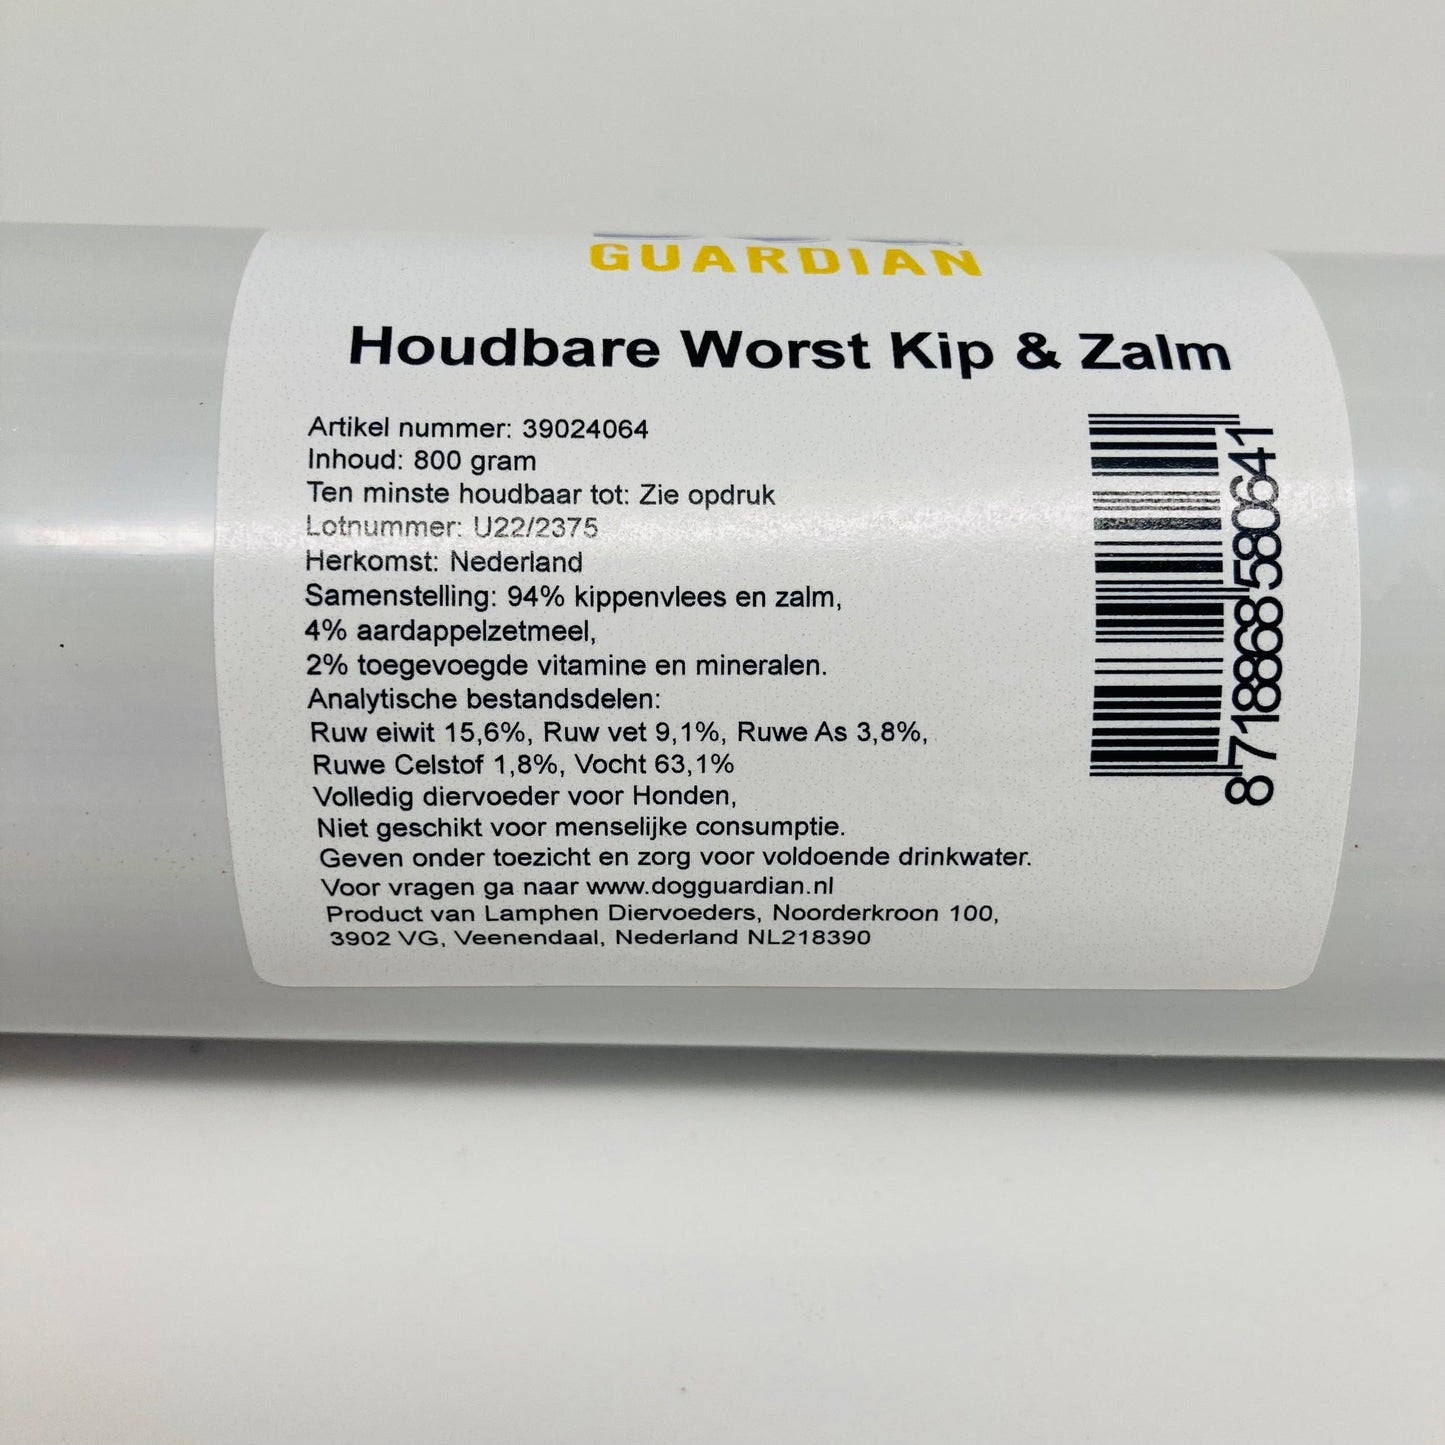 GUARDIAN
Houdbare Worst Kip & Zalm
Artikel nummer: 39024064
Inhoud: 800 gram
Ten minste houdbaar tot: Zie opdruk
Lotnummer: U22/2375
Herkomst: Nederland
Samenstelling: 94% kippenvlees en zalm,
4% aardappelzetmeel,
2% toegevoegde vitamine en mineralen.
Analytische bestandsdelen:
Ruw eiwit 15,6%, Ruw vet 9,1%, Ruwe As 3,8%,
Ruwe Celstof 1,8%, Vocht 63,1%
Volledig diervoeder voor Honden,
Niet geschikt voor menselijke consumptie.
Geven onder toezicht en zorg voor voldoende drinkwater.
Voor vragen ga naar www.dogguardian.nl
Product van Lamphen Diervoeders, Noorderkroon 100,
3902 VG, Veenendaal, Nederland NL218390
8718868580641